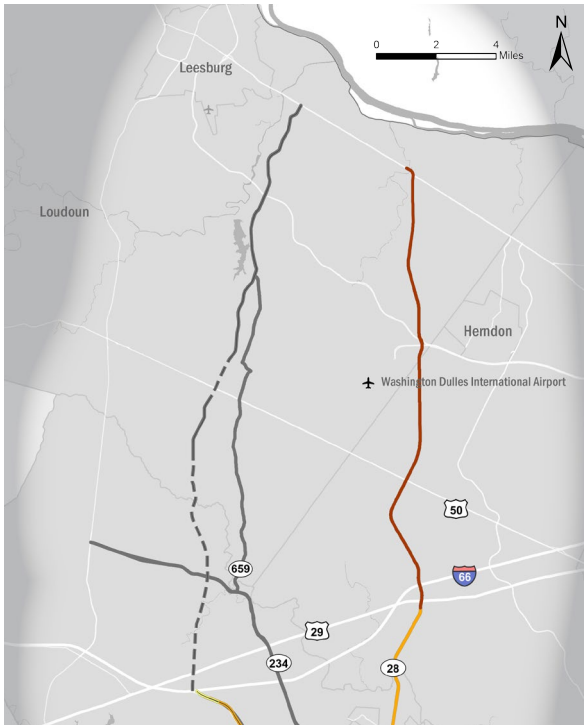 N
0 2 4
Miles
Leesburg
Loudoun
Herndon
Washington Dulles International Airport
50
659
66
29
234
28